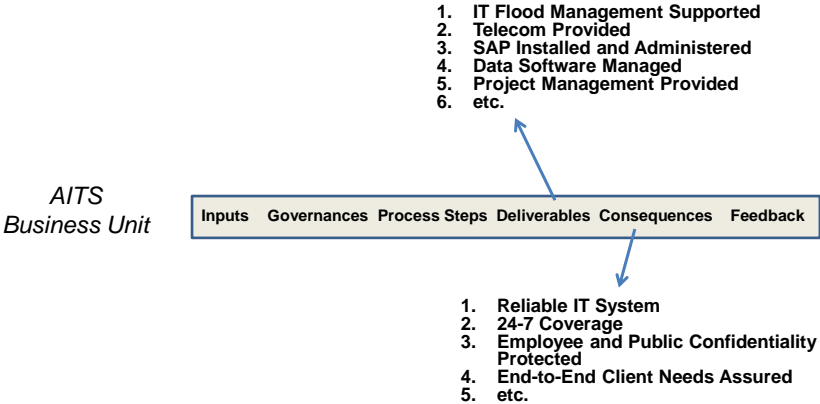 1. IT Flood Management Supported
2. Telecom Provided
3. SAP Installed and Administered
4. Data Software Managed
5. Project Management Provided
6. etc.
AITS
Business Unit
Inputs Governances Process Steps Deliverables Consequences Feedback
1. Reliable IT System
2. 24-7 Coverage
3. Employee and Public Confidentiality
Protected
4. End-to-End Client Needs Assured
5. etc.